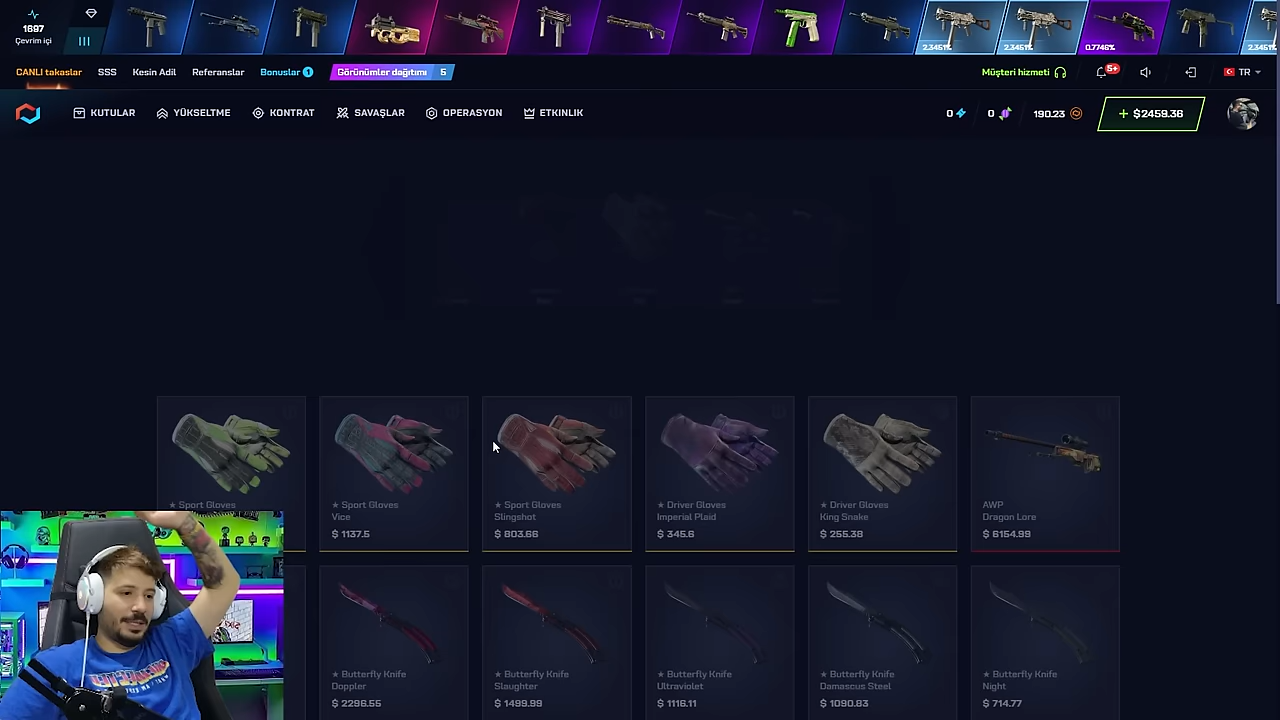 1697
Çevrim içi
2.3451%
2.3451%
0.7746%
2.3451%
CANLI takaslar
SSS
Kesin Adil
Referanslar
Bonuslar 1
Görünümler dağıtımı 5
Müşteri hizmeti
5+
TR
KUTULAR
YÜKSELTME
KONTRAT
SAVAŞLAR
OPERASYON
ETKINLIK
0
0
190.23
+ $2459.36
★ Sport Gloves
★ Sport Gloves
Vice
$ 1137.5
★ Sport Gloves
Slingshot
$ 803.66
★ Driver Gloves
Imperial Plaid
$ 345.6
★ Driver Gloves
King Snake
$ 255.38
AWP
Dragon Lore
$ 6154.99
★ Butterfly Knife
Doppler
$ 2296.55
★ Butterfly Knife
Slaughter
$ 1499.99
★ Butterfly Knife
Ultraviolet
$ 1116.11
★ Butterfly Knife
Damascus Steel
$ 1090.83
★ Butterfly Knife
Night
$ 714.77